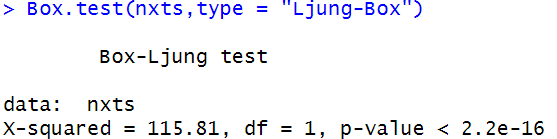 > Box.test(nxts,type = "Ljung-Box")
Box-Ljung test
data:  nxts
X-squared = 115.81, df = 1, p-value < 2.2e-16